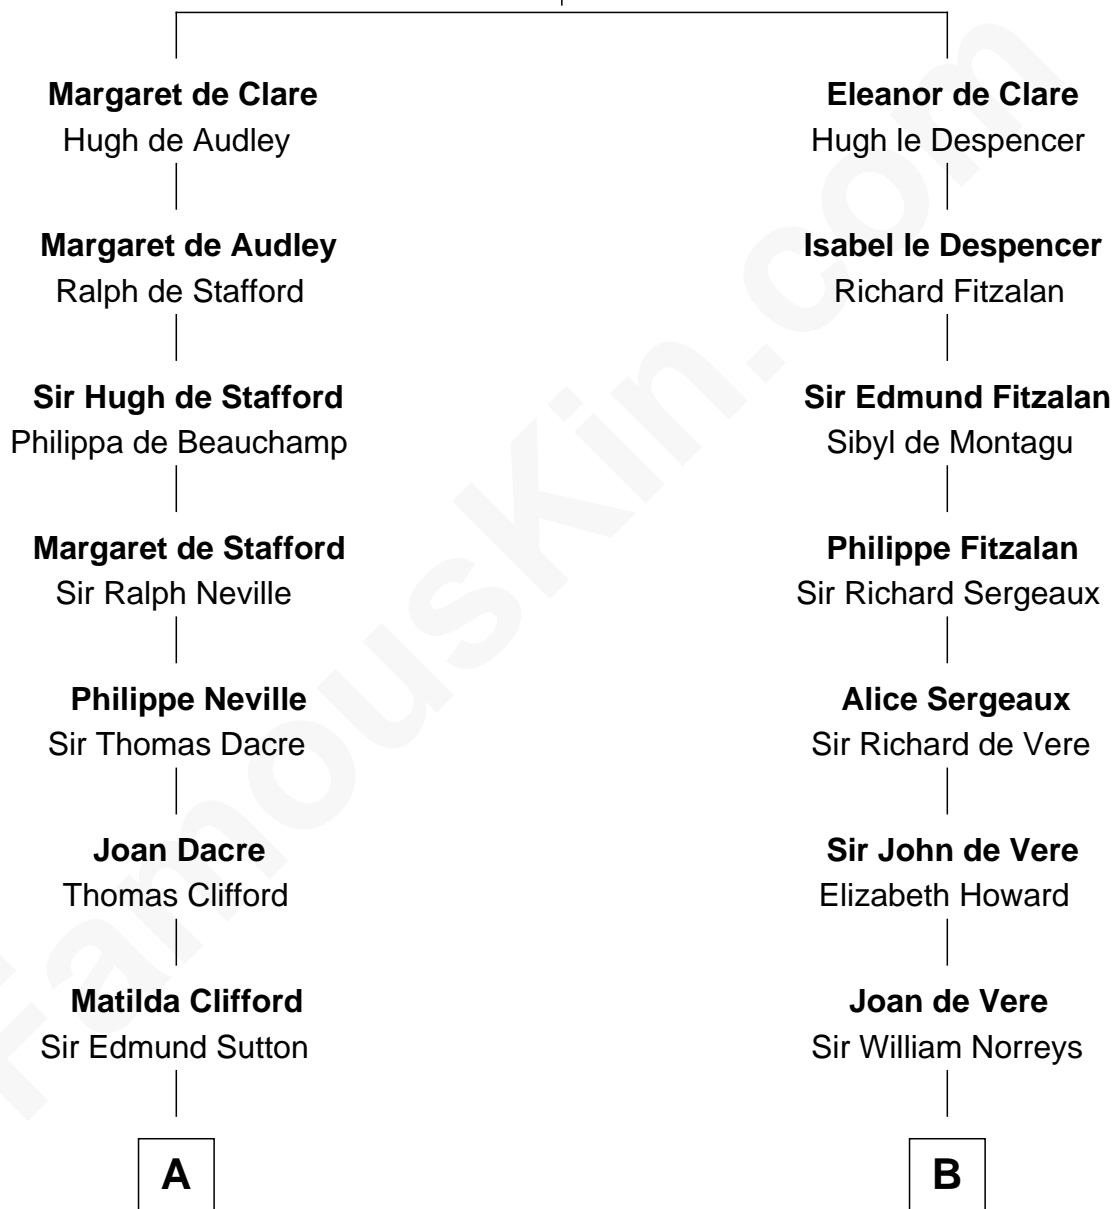 Margaret de Clare
Hugh de Audley
Margaret de Audley
Ralph de Stafford
Sir Hugh de Stafford
Philippa de Beauchamp
Margaret de Stafford
Sir Ralph Neville
Philippe Neville
Sir Thomas Dacre
Joan Dacre
Thomas Clifford
Matilda Clifford
Sir Edmund Sutton
A
Eleanor de Clare
Hugh le Despencer
Isabel le Despencer
Richard Fitzalan
Sir Edmund Fitzalan
Sibyl de Montagu
Philippe Fitzalan
Sir Richard Sergeaux
Alice Sergeaux
Sir Richard de Vere
Sir John de Vere
Elizabeth Howard
Joan de Vere
Sir William Norreys
B
FamousKin.com